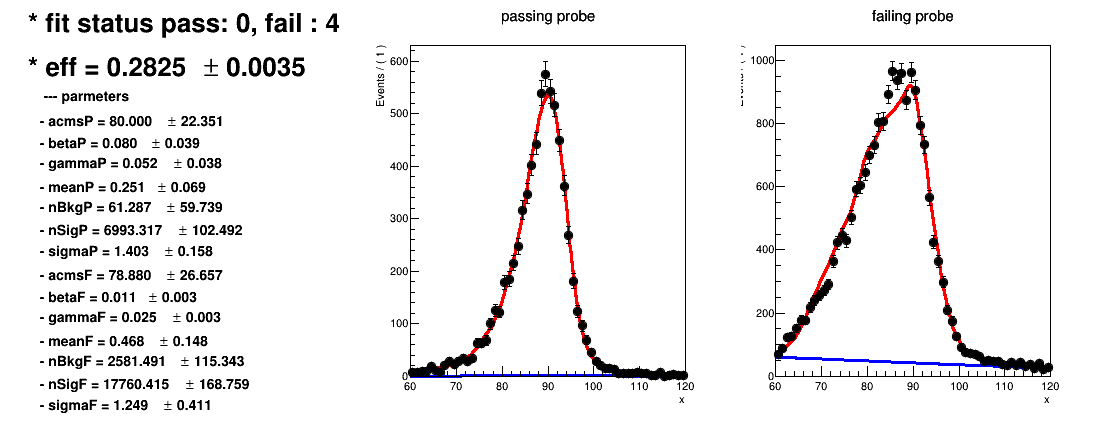 * fit status pass: 0, fail : 4
* eff = 0.2825 ± 0.0035
--- parmeters
- acmsP = 80.000 ± 22.351
- betaP = 0.080 ± 0.039
- gammaP = 0.052 ± 0.038
- meanP = 0.251 ± 0.069
- nBkgP = 61.287 ± 59.739
- nSigP = 6993.317 ± 102.492
- sigmaP = 1.403 ± 0.158
- acmsF = 78.880 ± 26.657
- betaF = 0.011 ± 0.003
- gammaF = 0.025 ± 0.003
- meanF = 0.468 ± 0.148
- nBkgF = 2581.491 ± 115.343
- nSigF = 17760.415 ± 168.759
- sigmaF = 1.249 ± 0.411
passing probe
Events / ( 1 )
600
500
400
300
200
100
0
60 70 80 90 100 110 120
x
failing probe
1000
800
600
400
200
0
60 70 80 90 100 110 120
x